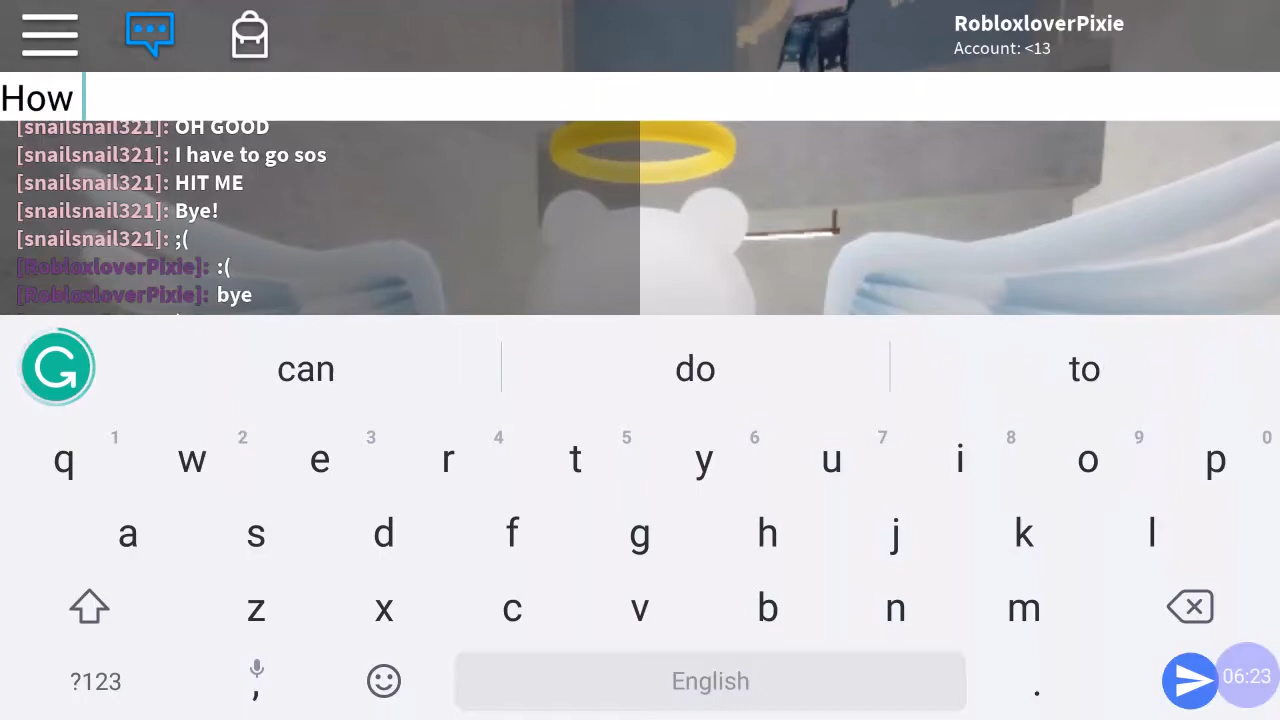 RobloxloverPixie
Account: <13
How
[snailsnail321]: OH GOOD
[snailsnail321]: I have to go sos
[snailsnail321]: HIT ME
[snailsnail321]: Bye!
[snailsnail321]: ;(
[RobloxloverPixie]: :(
[RobloxloverPixie]: bye
can do to
1 2 3 4 5 6 7 8 9 0
q w e r t y u i o p
a s d f g h j k l
z x c v b n m
?123 , English .
06:23